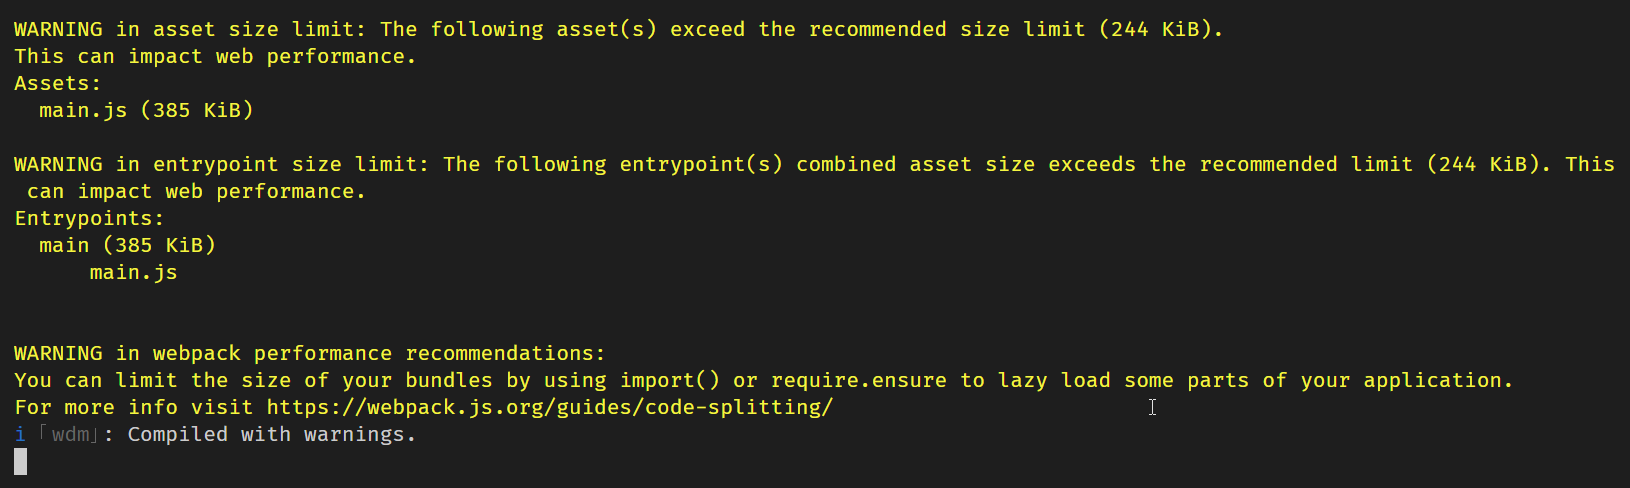 WARNING in asset size limit: The following asset(s) exceed the recommended size limit (244 KiB).
This can impact web performance.
Assets:
  main.js (385 KiB)
WARNING in entrypoint size limit: The following entrypoint(s) combined asset size exceeds the recommended limit (244 KiB). This
 can impact web performance.
Entrypoints:
  main (385 KiB)
      main.js
WARNING in webpack performance recommendations:
You can limit the size of your bundles by using import() or require.ensure to lazy load some parts of your application.
For more info visit https://webpack.js.org/guides/code-splitting/
i ｢wdm｣: Compiled with warnings.